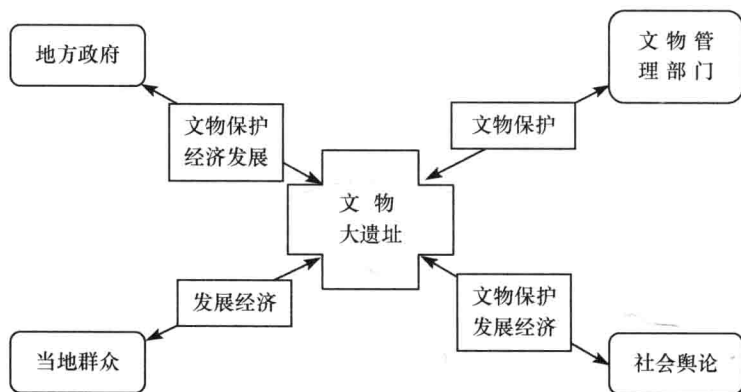 地方政府
文物管
理部门
文物保护
经济发展
文物保护
文物
大遗址
发展经济
文物保护
发展经济
当地群众
社会舆论